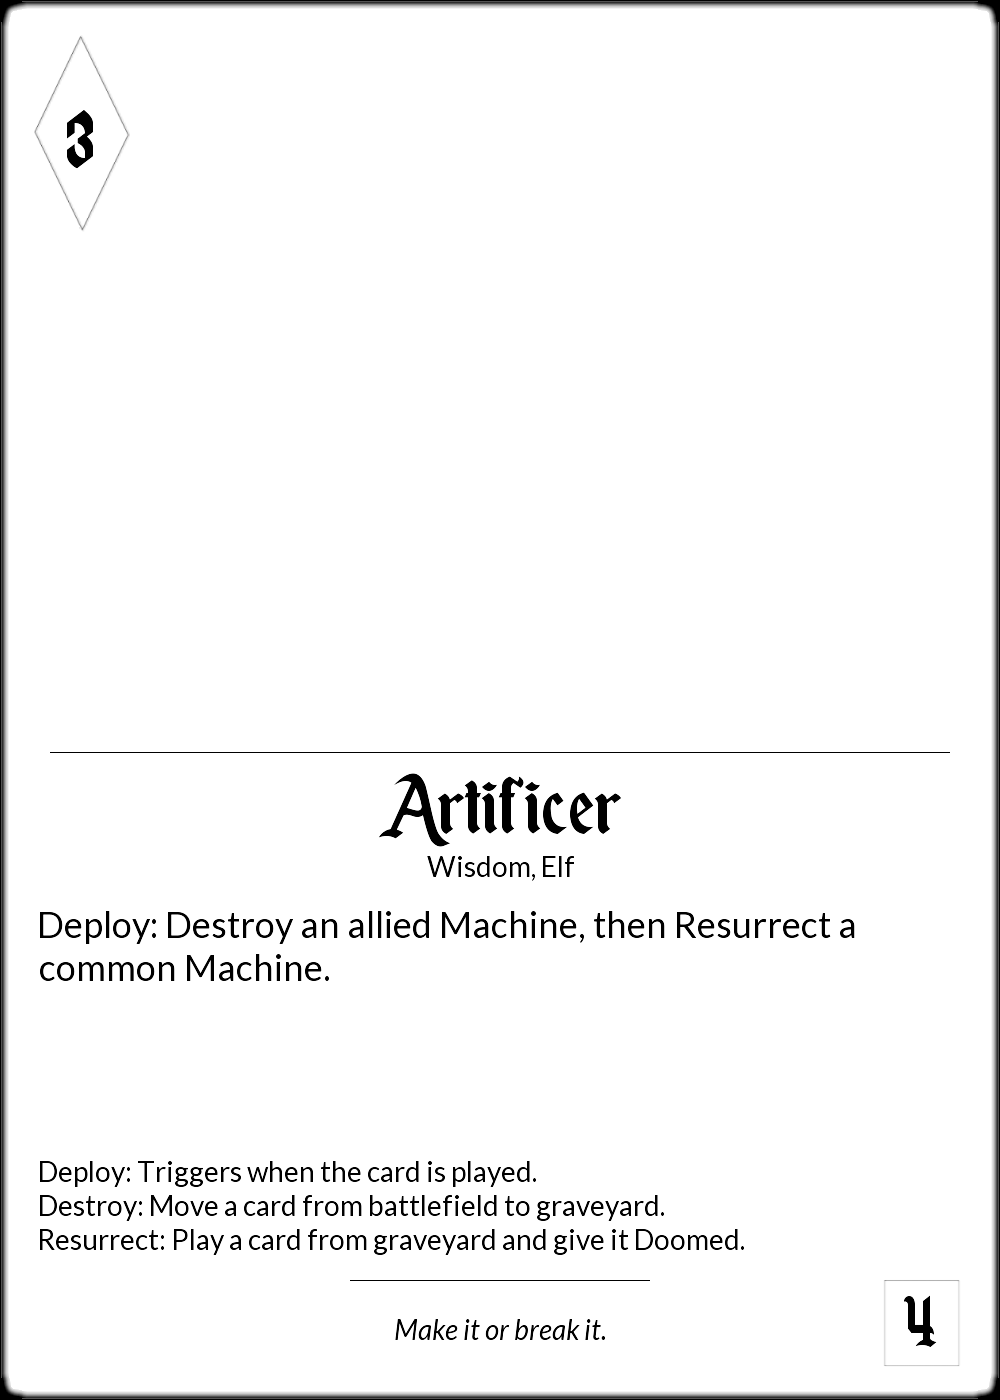 3
Artificer
Wisdom, Elf
Deploy: Destroy an allied Machine, then Resurrect a
common Machine.
Deploy: Triggers when the card is played.
Destroy: Move a card from battlefield to graveyard.
Resurrect: Play a card from graveyard and give it Doomed.
Make it or break it.
4